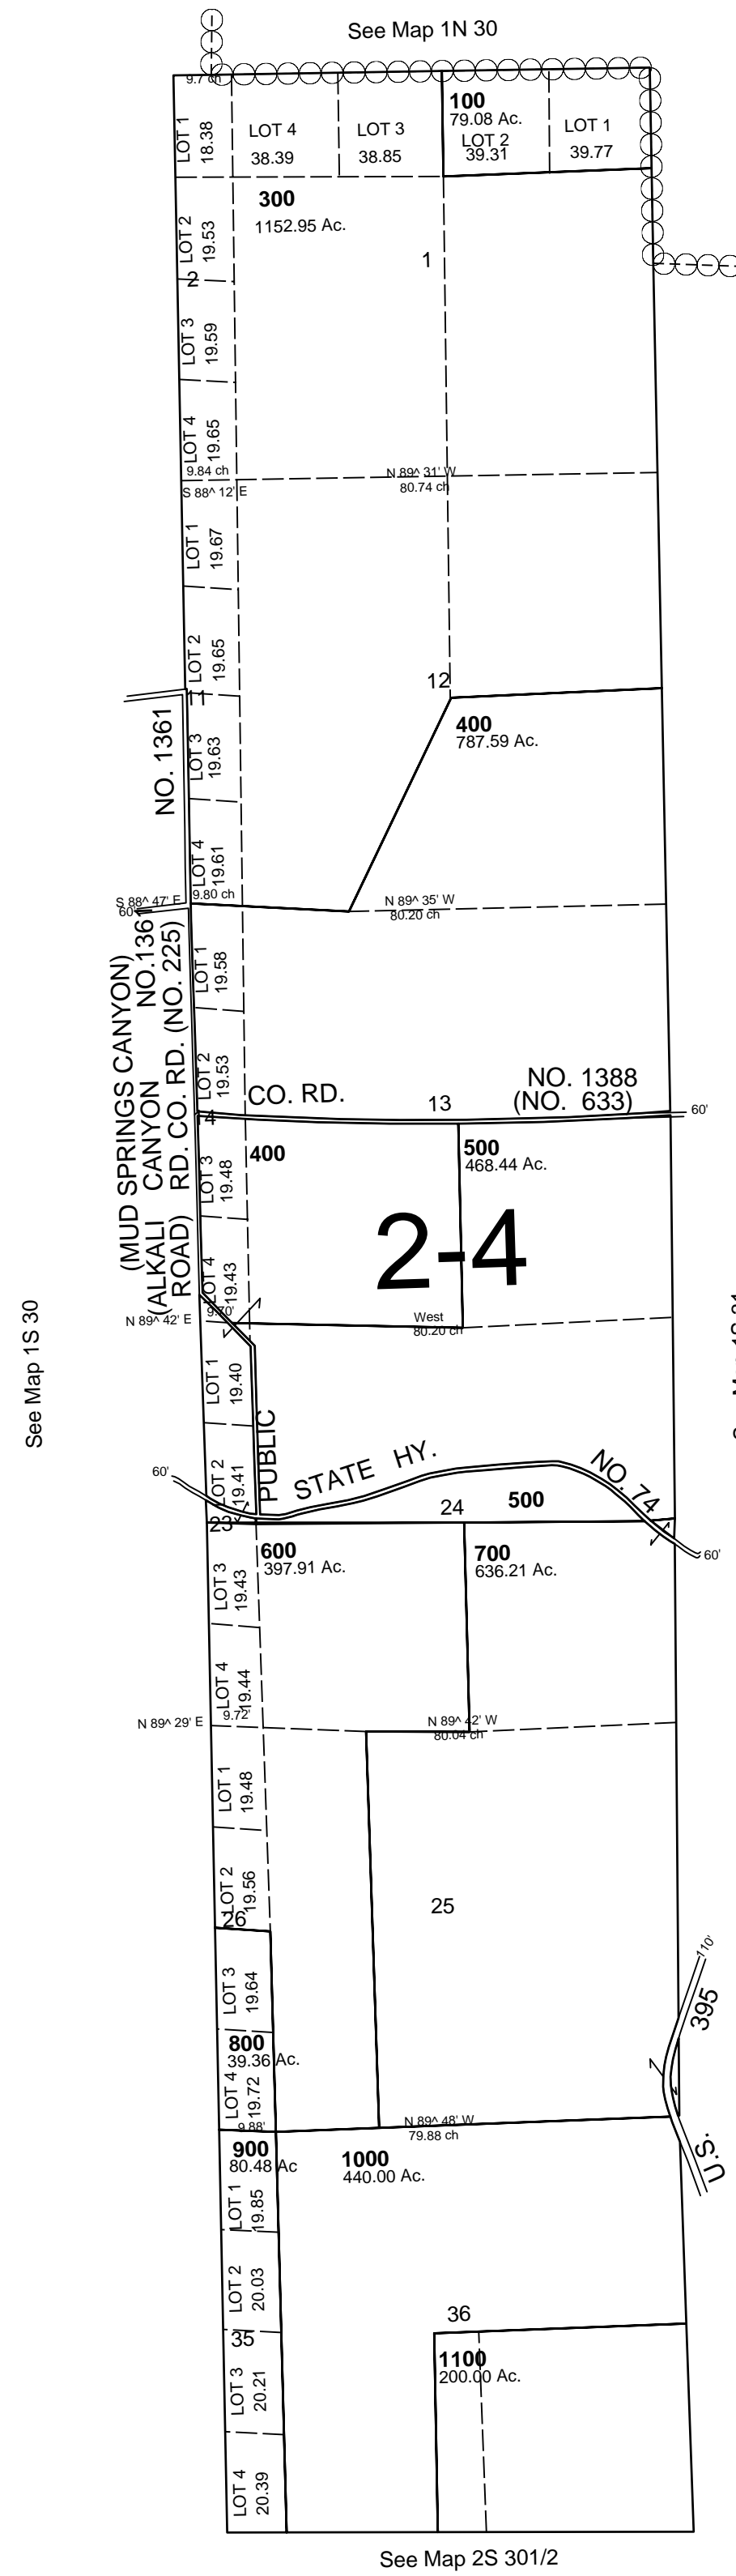 See Map 1N 30
9.7 ch
LOT 1
18.38
LOT 4
38.39
LOT 3
38.85
100
79.08 Ac.
LOT 2
39.31
LOT 1
39.77
300
1152.95 Ac.
LOT 2
19.53
1
2
LOT 3
19.59
LOT 4
19.65
9.84 ch
S 88^ 12' E
N 89^ 31' W
80.74 ch
LOT 1
19.67
LOT 2
19.65
12
11
NO. 1361
400
787.59 Ac.
LOT 3
19.63
LOT 4
19.61
9.80 ch
S 88^ 47' E
60'
N 89^ 35' W
80.20 ch
LOT 1
19.58
LOT 2
19.53
(MUD SPRINGS CANYON)
(ALKALI CANYON NO.136
ROAD) RD. CO. RD. (NO. 225)
CO. RD.
13
NO. 1388
(NO. 633)
60'
14
400
500
468.44 Ac.
LOT 3
19.48
2-4
LOT 4
19.43
9.70'
N 89^ 42' E
West
80.20 ch
See Map 1S 30
LOT 1
19.40
PUBLIC
STATE HY.
NO. 74
LOT 2
19.41
60'
24
500
23
60'
600
397.91 Ac.
700
636.21 Ac.
LOT 3
19.43
LOT 4
19.44
9.72'
N 89^ 29' E
N 89^ 42' W
80.04 ch
LOT 1
19.48
LOT 2
19.56
25
26
110'
LOT 3
19.64
395
800
39.36 Ac.
LOT 4
19.72
9.88'
N 89^ 48' W
79.88 ch
U.S.
900
80.48 Ac
1000
440.00 Ac.
LOT 1
19.85
LOT 2
20.03
36
35
1100
200.00 Ac.
LOT 3
20.21
LOT 4
20.39
See Map 2S 301/2